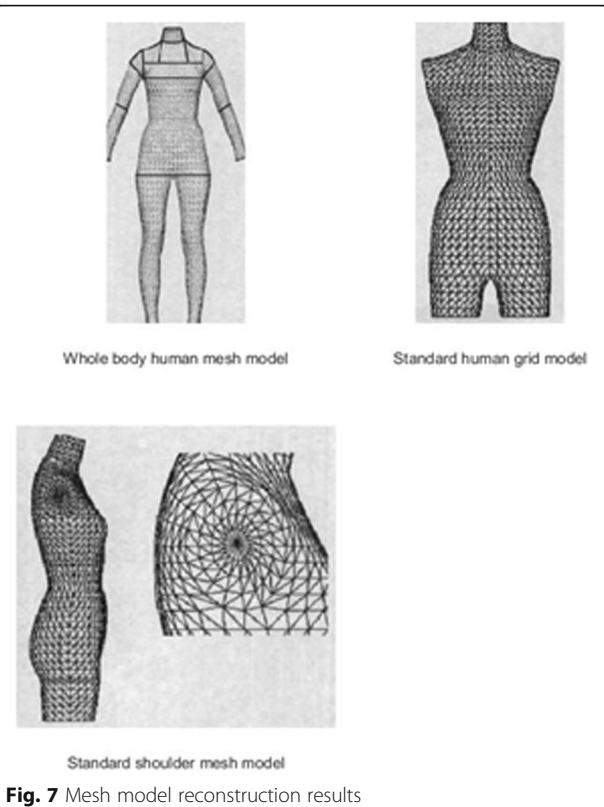 Whole body human mesh model
Standard human grid model
Standard shoulder mesh model
Fig. 7 Mesh model reconstruction results